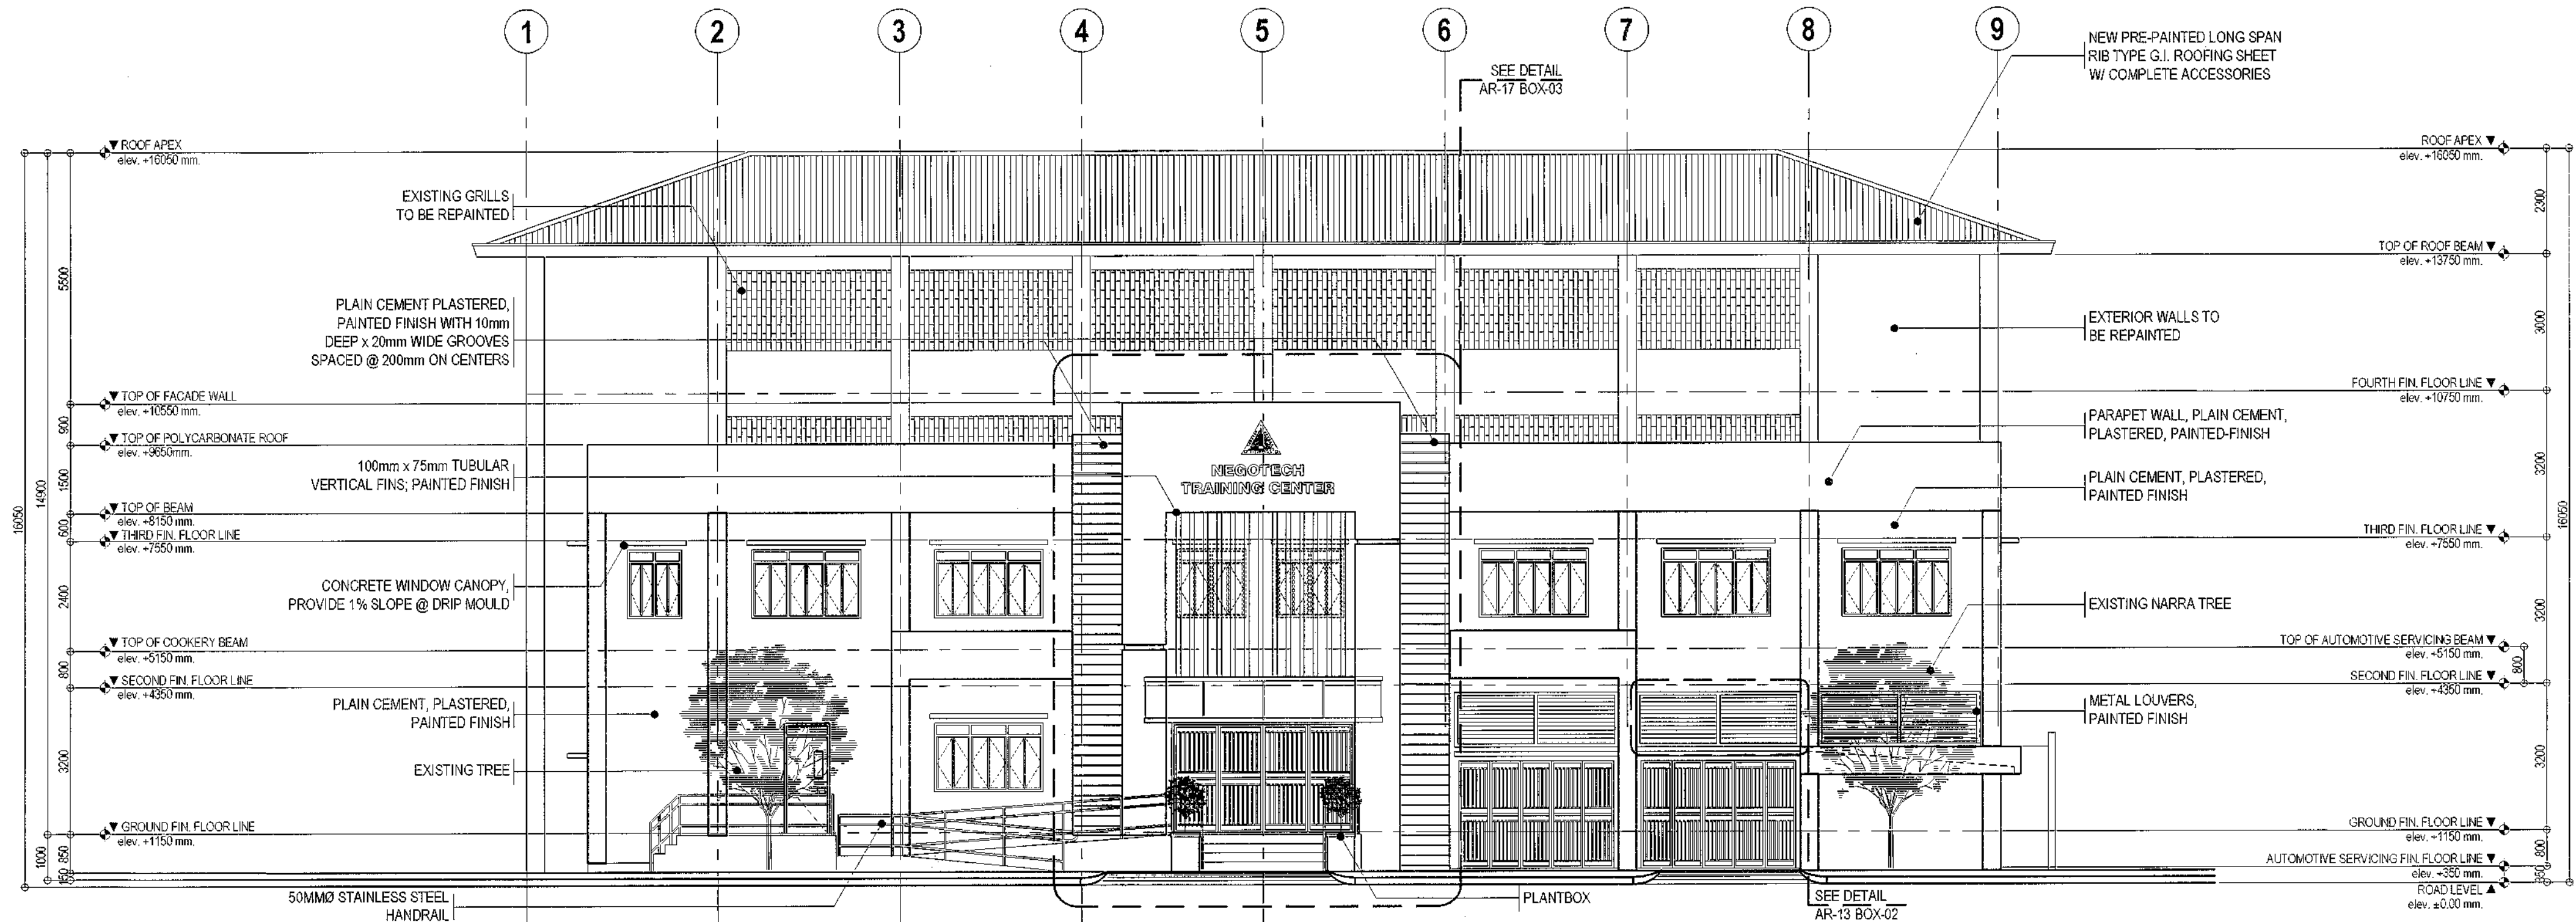 1
2
3
4
5
6
7
8
9
NEW PRE-PAINTED LONG SPAN
RIB TYPE G.I. ROOFING SHEET
W/ COMPLETE ACCESSORIES
SEE DETAIL
AR-17 BOX-03
▼ ROOF APEX
elev. +16050 mm.
ROOF APEX ▼
elev. +16050 mm.
EXISTING GRILLS
TO BE REPAINTED
2300
TOP OF ROOF BEAM ▼
elev. +13750 mm.
5500
PLAIN CEMENT PLASTERED,
PAINTED FINISH WITH 10mm
DEEP x 20mm WIDE GROOVES
SPACED @ 200mm ON CENTERS
EXTERIOR WALLS TO
BE REPAINTED
3000
▼ TOP OF FACADE WALL
elev. +10550 mm.
FOURTH FIN. FLOOR LINE ▼
elev. +10750 mm.
900
PARAPET WALL, PLAIN CEMENT,
PLASTERED, PAINTED-FINISH
▼ TOP OF POLYCARBONATE ROOF
elev. +9650mm.
NEGOTECH
TRAINING CENTER
100mm x 75mm TUBULAR
VERTICAL FINS; PAINTED FINISH
1500
14900
16050
3200
16050
PLAIN CEMENT, PLASTERED,
PAINTED FINISH
▼ TOP OF BEAM
elev. +8150 mm.
600
▼ THIRD FIN. FLOOR LINE
elev. +7550 mm.
THIRD FIN. FLOOR LINE ▼
elev. +7550 mm.
CONCRETE WINDOW CANOPY,
PROVIDE 1% SLOPE @ DRIP MOULD
2400
3200
EXISTING NARRA TREE
▼ TOP OF COOKERY BEAM
elev. +5150 mm.
TOP OF AUTOMOTIVE SERVICING BEAM ▼
elev. +5150 mm.
800
800
▼ SECOND FIN. FLOOR LINE
elev. +4350 mm.
SECOND FIN. FLOOR LINE ▼
elev. +4350 mm.
PLAIN CEMENT, PLASTERED,
PAINTED FINISH
METAL LOUVERS,
PAINTED FINISH
EXISTING TREE
3200
3200
▼ GROUND FIN. FLOOR LINE
elev. +1150 mm.
GROUND FIN. FLOOR LINE ▼
elev. +1150 mm.
1000
850
150
800
AUTOMOTIVE SERVICING FIN. FLOOR LINE ▼
elev. +350 mm.
350
ROAD LEVEL ▲
elev. ±0.00 mm.
50MMØ STAINLESS STEEL
HANDRAIL
PLANTBOX
SEE DETAIL
AR-13 BOX-02